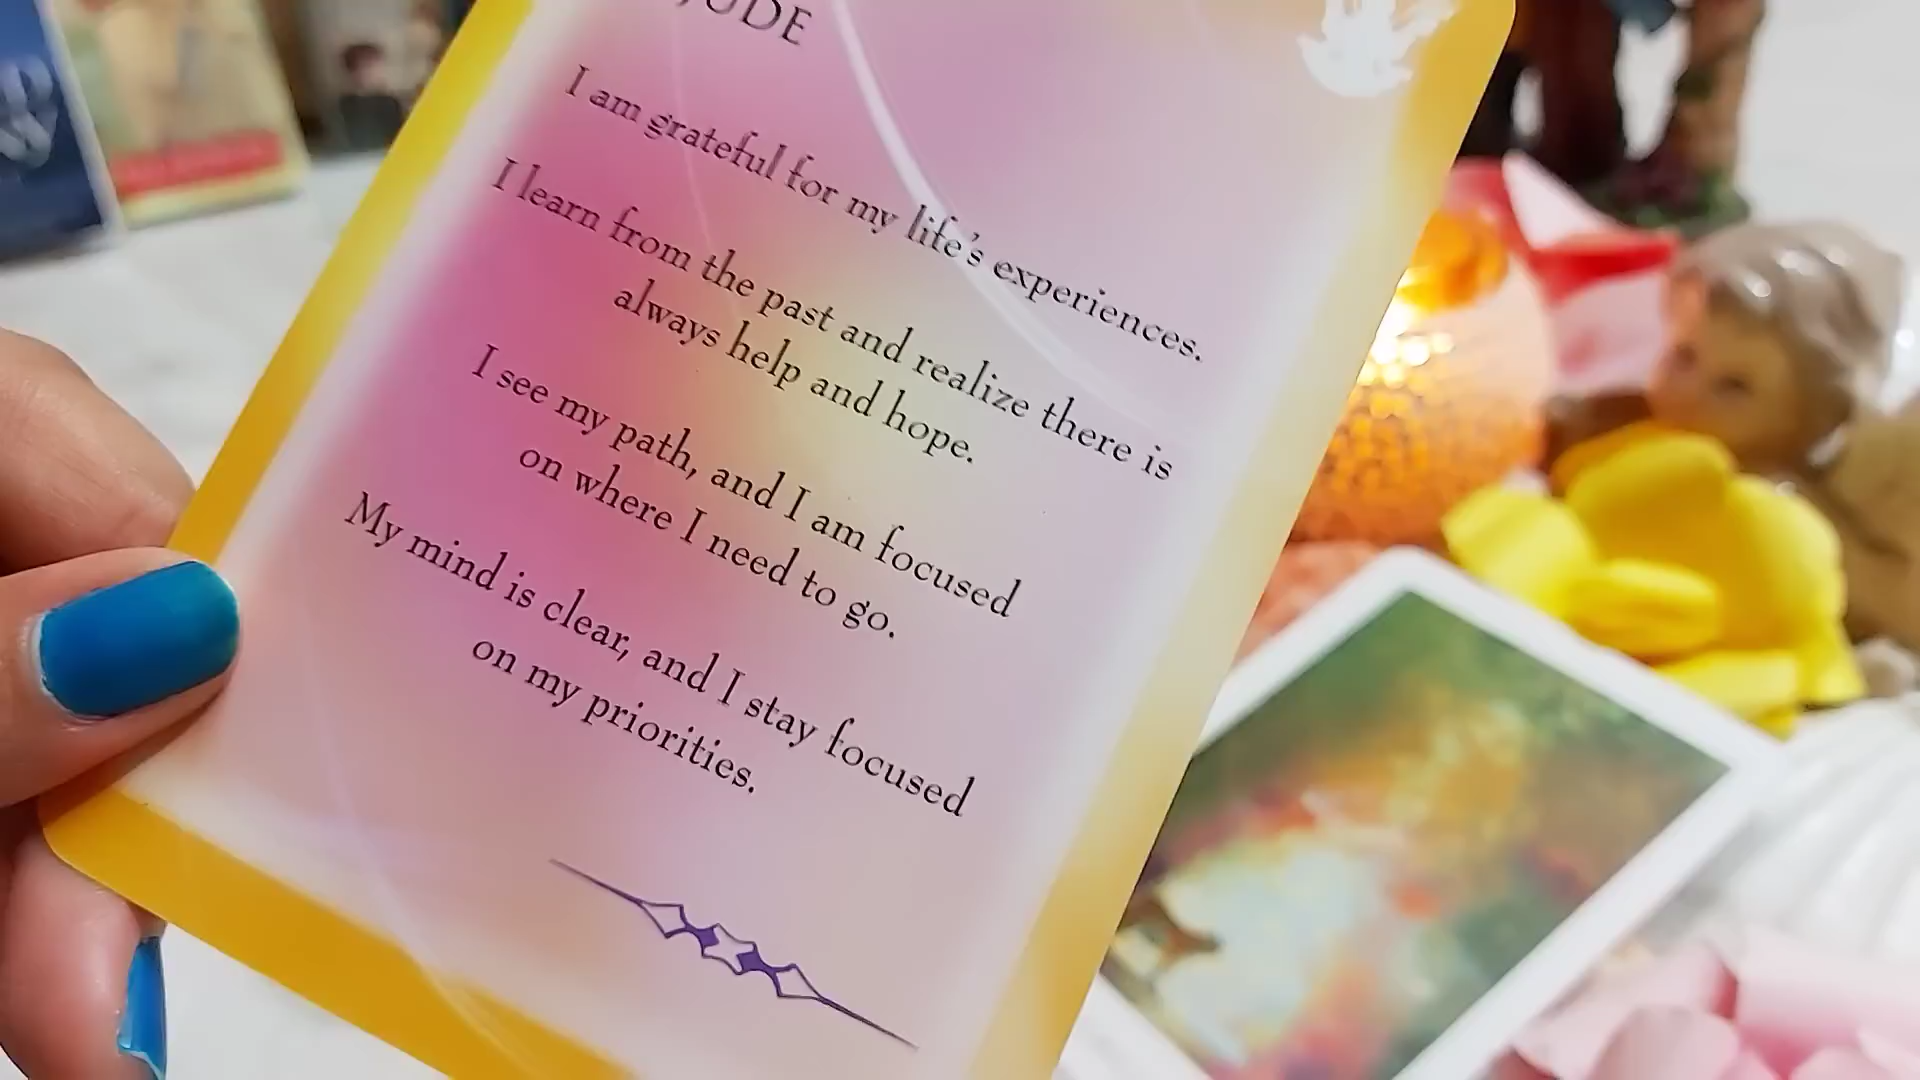 JUDE
I am grateful for my life's experiences.
I learn from the past and realize there is
always help and hope.
I see my path, and I am focused
on where I need to go.
My mind is clear, and I stay focused
on my priorities.